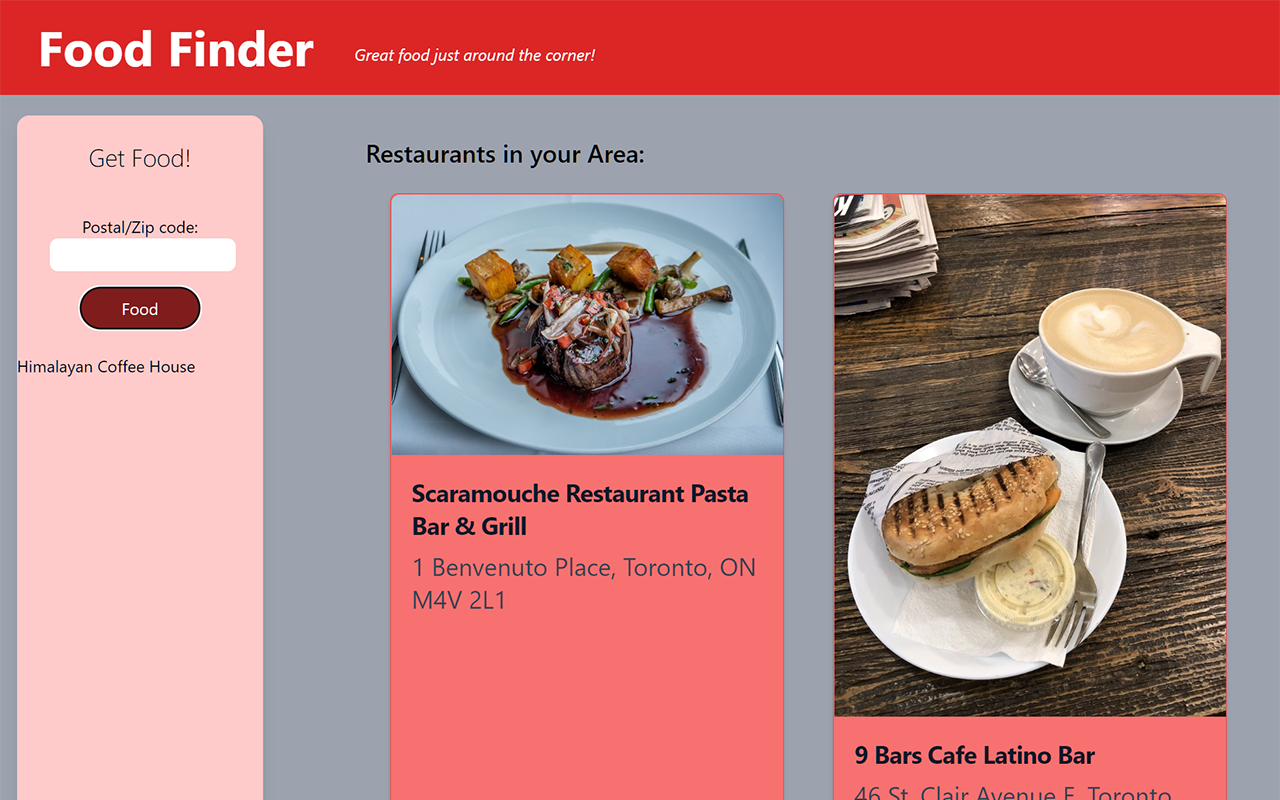 Food Finder
Great food just around the corner!
Get Food!
Postal/Zip code:
Food
Himalayan Coffee House
Restaurants in your Area:
Scaramouche Restaurant Pasta
Bar & Grill
1 Benvenuto Place, Toronto, ON
M4V 2L1
9 Bars Cafe Latino Bar
46 St. Clair Avenue E, Toronto